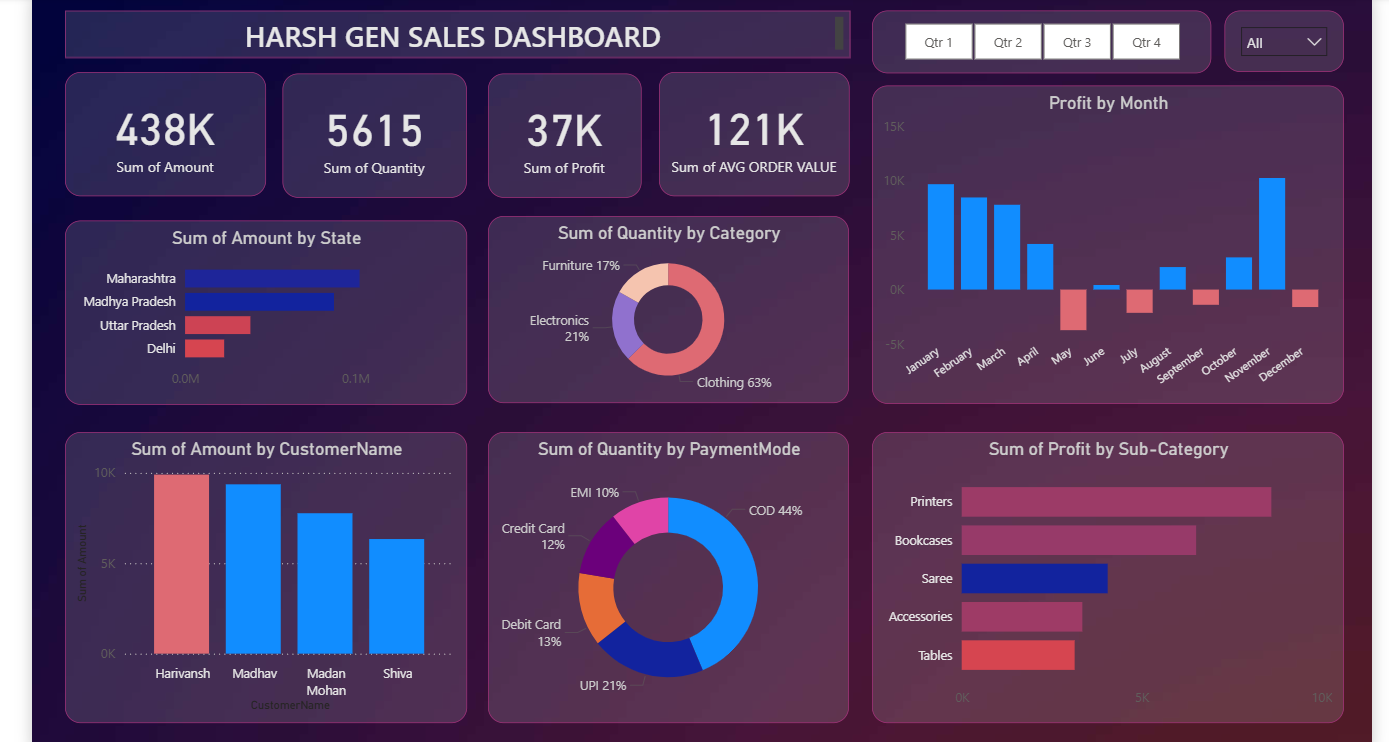 HARSH GEN SALES DASHBOARD
Qtr 1
Qtr 2
Qtr 3
Qtr 4
All
438K
Sum of Amount
5615
Sum of Quantity
37K
Sum of Profit
121K
Sum of AVG ORDER VALUE
Profit by Month
15K
10K
5K
0K
−5K
January
February
March
April
May
June
July
August
September
October
November
December
Sum of Amount by State
Maharashtra
Madhya Pradesh
Uttar Pradesh
Delhi
0.0M
0.1M
Sum of Quantity by Category
Furniture 17%
Electronics
21%
Clothing 63%
Sum of Amount by CustomerName
Sum of Amount
10K
5K
0K
Harivansh
Madhav
Madan
Mohan
Shiva
CustomerName
Sum of Quantity by PaymentMode
EMI 10%
COD 44%
Credit Card
12%
Debit Card
13%
UPI 21%
Sum of Profit by Sub-Category
Printers
Bookcases
Saree
Accessories
Tables
0K
5K
10K